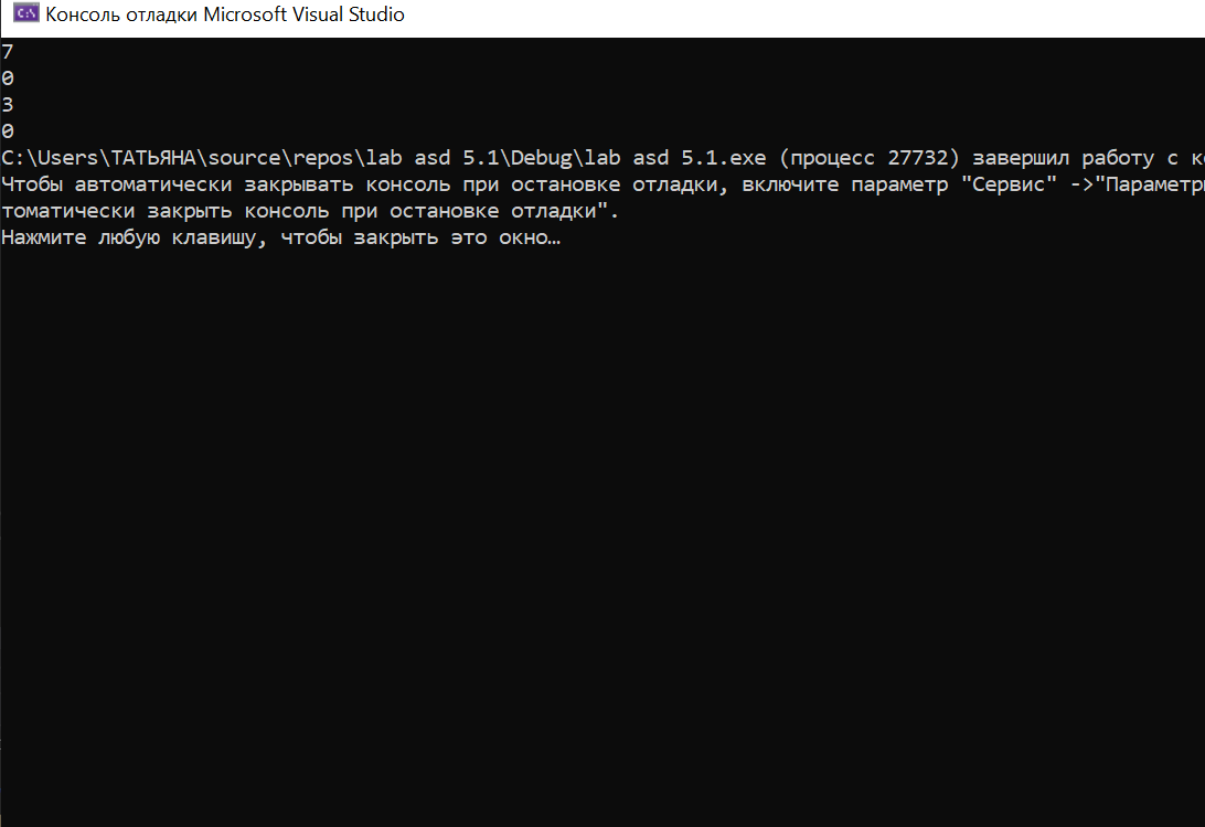 Консоль отладки Microsoft Visual Studio
7
0
3
0
C:\Users\ТАТЬЯНА\source\repos\lab asd 5.1\Debug\lab asd 5.1.exe (процесс 27732) завершил работу с
Чтобы автоматически закрывать консоль при остановке отладки, включите параметр "Сервис" ->"Параметр
томатически закрыть консоль при остановке отладки".
Нажмите любую клавишу, чтобы закрыть это окно…